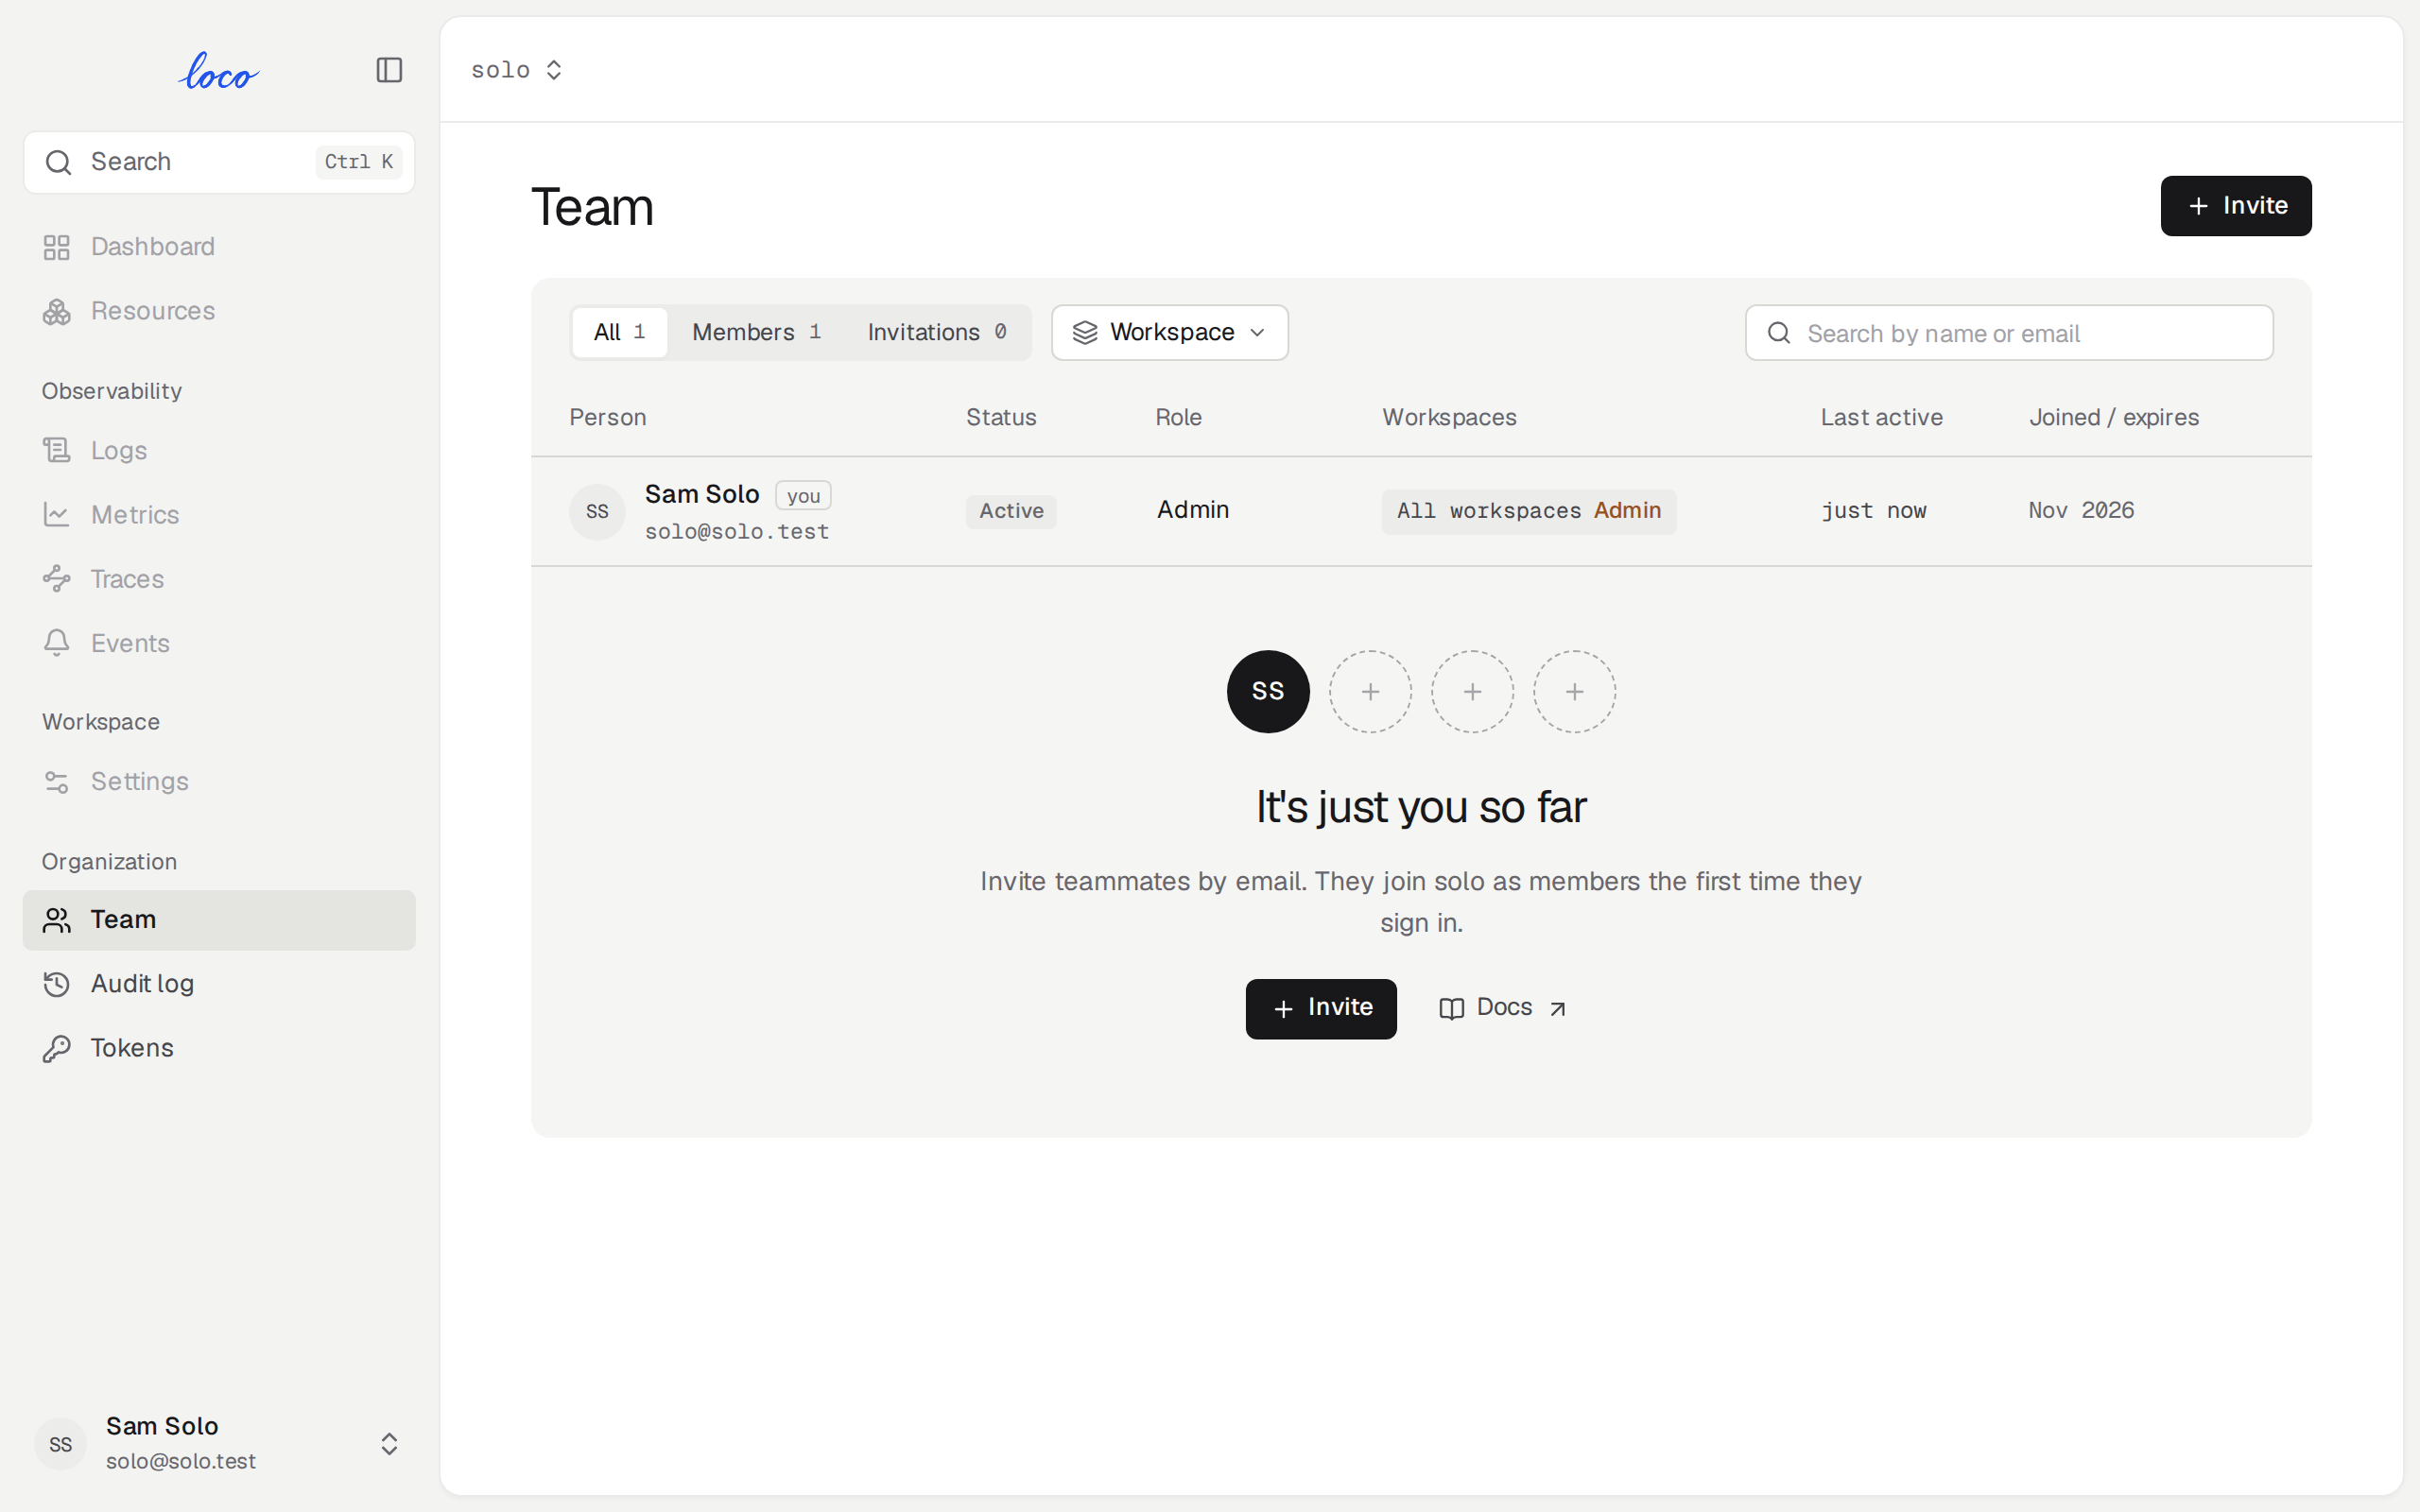 loco
Search Ctrl K
Dashboard
Resources
Observability
Logs
Metrics
Traces
Events
Workspace
Settings
Organization
Team
Audit log
Tokens
SS Sam Solo
solo@solo.test
solo
Team
Invite
All 1 Members 1 Invitations 0 Workspace Search by name or email
Person Status Role Workspaces Last active Joined / expires
SS Sam Solo you Active Admin All workspaces Admin just now Nov 2026
solo@solo.test
SS
It's just you so far
Invite teammates by email. They join solo as members the first time they
sign in.
Invite Docs